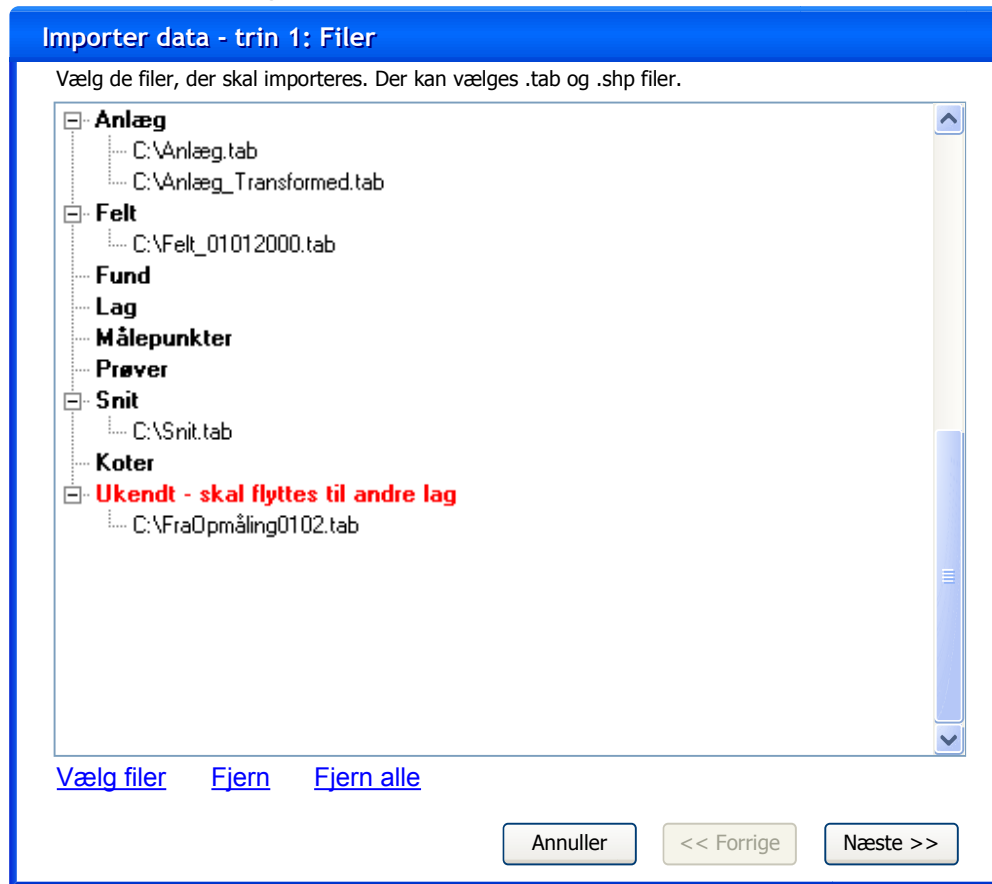 Importer data - trin 1: Filer
Vælg de filer, der skal importeres. Der kan vælges .tab og .shp filer.
Anlæg
C:\Anlæg.tab
C:\Anlæg_Transformed.tab
Felt
C:\Felt_01012000.tab
Fund
Lag
Målepunkter
Prøver
Snit
C:\Snit.tab
Koter
Ukendt - skal flyttes til andre lag
C:\FraOpmåling0102.tab
Vælg filer Fjern Fjern alle
Annuller << Forrige Næste >>